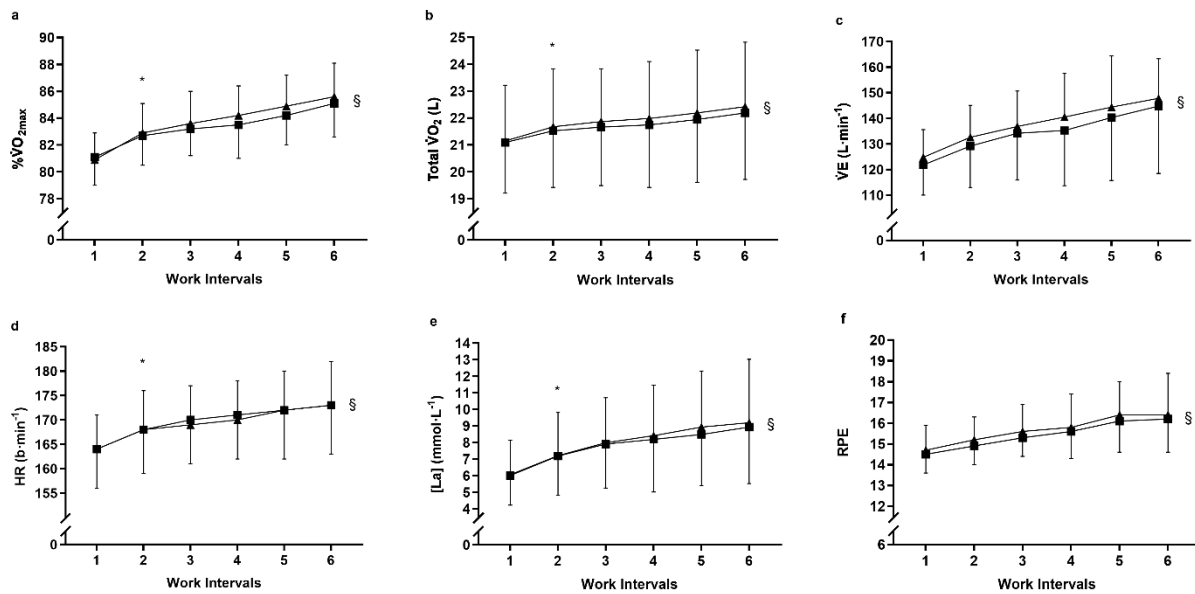 a
90
88
86
84
82
80
78
0
%V̇O2max
*
§
1 2 3 4 5 6
Work Intervals
b
25
24
23
22
21
20
19
0
Total V̇O2 (L)
*
§
1 2 3 4 5 6
Work Intervals
c
170
160
150
140
130
120
110
0
V̇E (L·min⁻¹)
§
1 2 3 4 5 6
Work Intervals
d
185
180
175
170
165
160
155
0
HR (b·min⁻¹)
*
§
1 2 3 4 5 6
Work Intervals
e
14
13
12
11
10
9
8
7
6
5
4
0
[La] (mmol·L⁻¹)
*
§
1 2 3 4 5 6
Work Intervals
f
20
19
18
17
16
15
14
13
12
6
RPE
§
1 2 3 4 5 6
Work Intervals